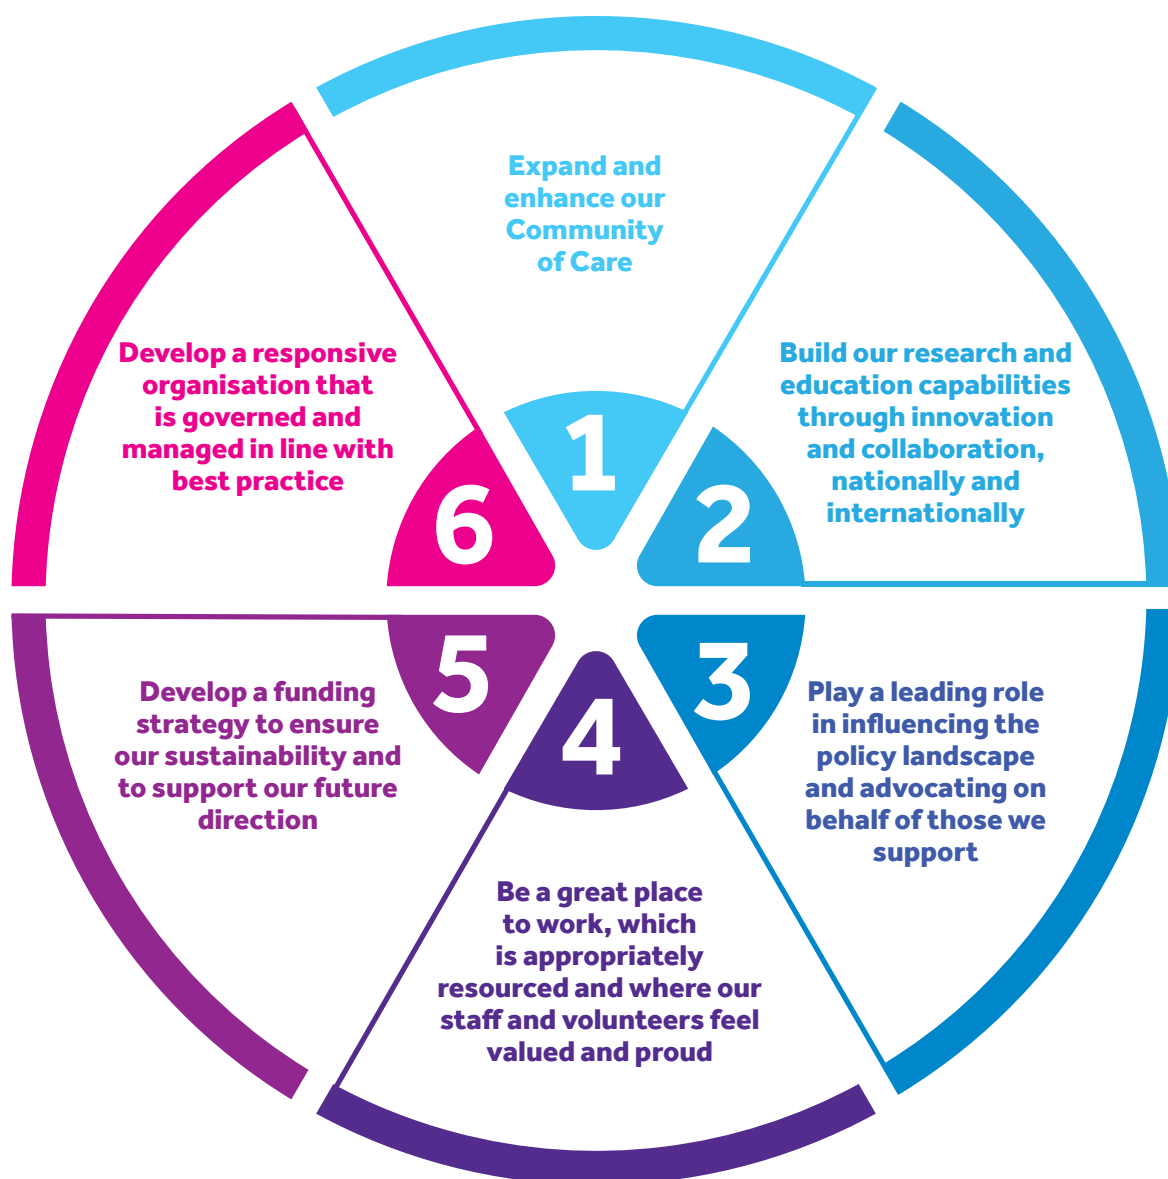 Expand and
enhance our
Community
of Care
1
Build our research and
education capabilities
through innovation
and collaboration,
nationally and
internationally
2
Play a leading role
in influencing the
policy landscape
and advocating on
behalf of those we
support
3
Be a great place
to work, which
is appropriately
resourced and where our
staff and volunteers feel
valued and proud
4
Develop a funding
strategy to ensure
our sustainability and
to support our future
direction
5
Develop a responsive
organisation that
is governed and
managed in line with
best practice
6